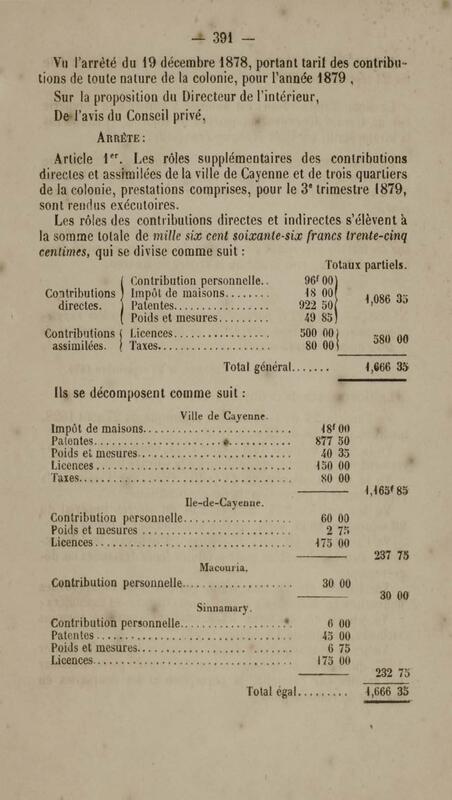 — 391 —
Vu l'arrêté du 19 décembre 1878, portant tarif des contribu-
tions de toute nature de la colonie, pour l'année 1879,
Sur la proposition du Directeur de l'intérieur,
De l'avis du Conseil privé,
ARRÊTE:
Article 1er. Les rôles supplémentaires des contributions
directes et assimilées de la ville de Cayenne et de trois quartiers
de la colonie, prestations comprises, pour le 3e trimestre 1879,
sont rendus exécutoires.
Les rôles des contributions directes et indirectes s'élèvent à
la somme totale de mille six cent soixante-six francs trente-cinq
centimes, qui se divise comme suit :
Totaux partiels.
Contributions directes. { Contribution personnelle.. 96f 00
Impôt de maisons........ 18 00
Patentes................ 922 50
Poids et mesures........ 49 85 } 1,086 35
Contributions assimilées. { Licences................ 500 00
Taxes................... 80 00 } 580 00
Total général....... 1,666 35
Ils se décomposent comme suit :
Ville de Cayenne.
Impôt de maisons........................ 18f 00
Patentes................................ 877 50
Poids et mesures........................ 40 35
Licences................................ 150 00
Taxes................................... 80 00
1,165f 85
Ile-de-Cayenne.
Contribution personnelle................ 60 00
Poids et mesures ....................... 2 75
Licences................................ 175 00
237 75
Macouria.
Contribution personnelle................ 30 00
30 00
Sinnamary.
Contribution personnelle................ 6 00
Patentes ............................... 45 00
Poids et mesures........................ 6 75
Licences................................ 175 00
232 75
Total égal......... 1,666 35